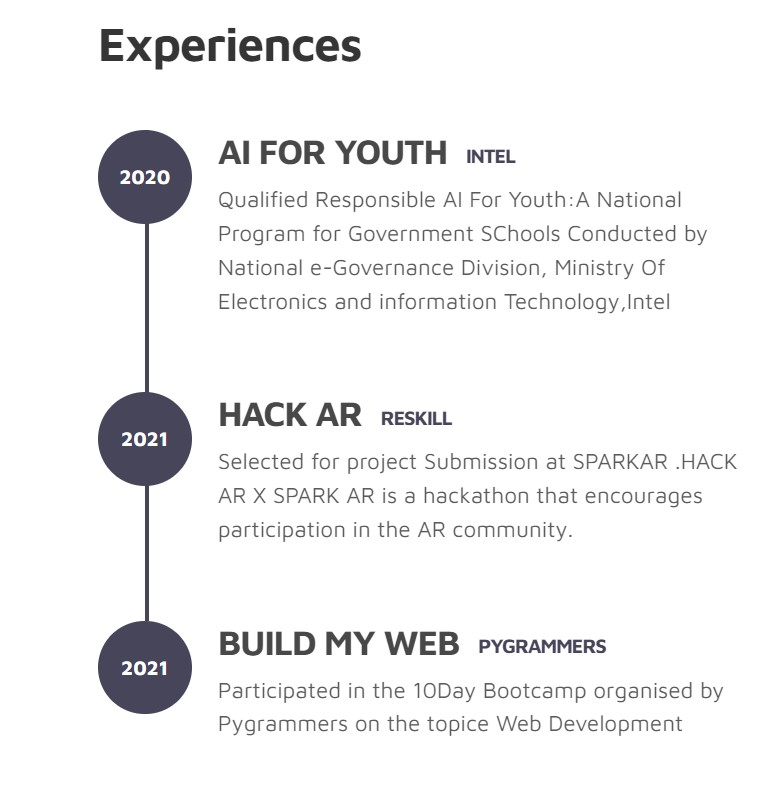 Experiences
2020
AI FOR YOUTH INTEL
Qualified Responsible AI For Youth:A National
Program for Government SChools Conducted by
National e-Governance Division, Ministry Of
Electronics and information Technology,Intel
2021
HACK AR RESKILL
Selected for project Submission at SPARKAR .HACK
AR X SPARK AR is a hackathon that encourages
participation in the AR community.
2021
BUILD MY WEB PYGRAMMERS
Participated in the 10Day Bootcamp organised by
Pygrammers on the topice Web Development